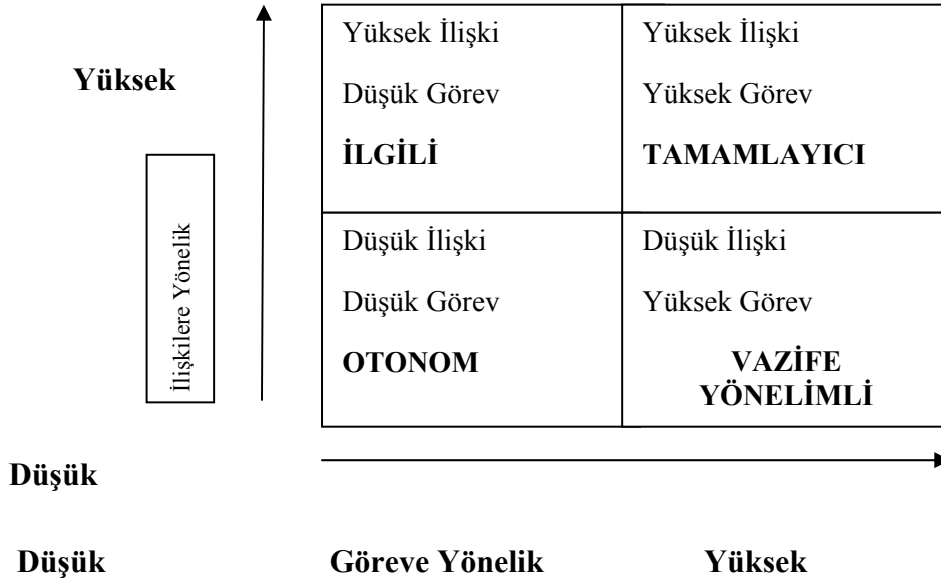 Yüksek
İlişkilere Yönelik
Yüksek İlişki
Düşük Görev
İLGİLİ
Yüksek İlişki
Yüksek Görev
TAMAMLAYICI
Düşük İlişki
Düşük Görev
OTONOM
Düşük İlişki
Yüksek Görev
VAZİFE
YÖNELİMLİ
Düşük
Düşük
Göreve Yönelik
Yüksek